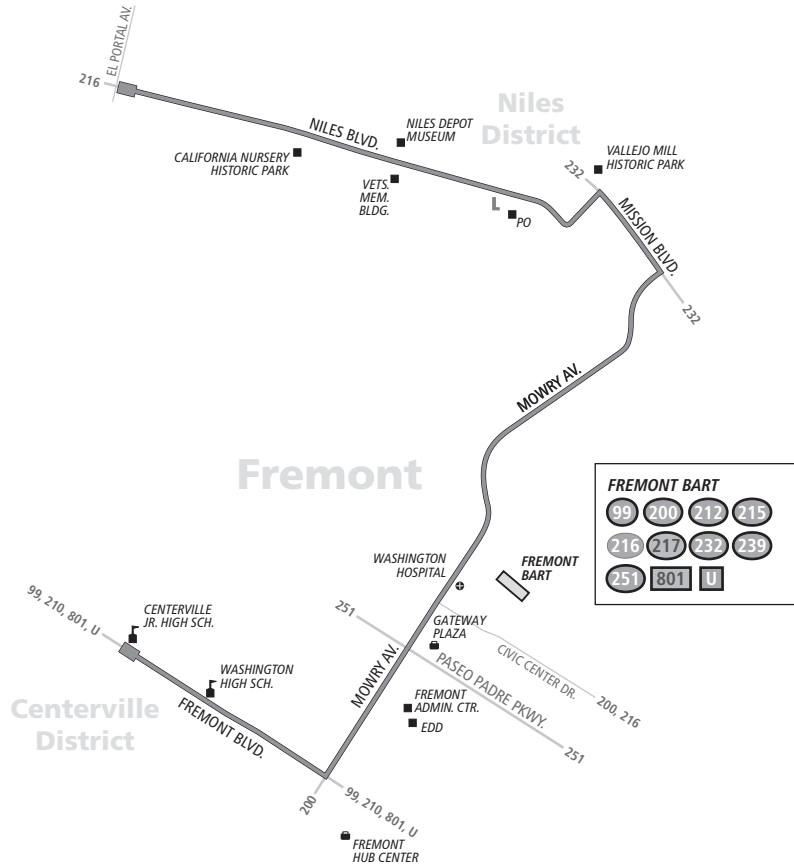 EL PORTAL AV.
216
NILES BLVD.
Niles
District
NILES DEPOT
MUSEUM
CALIFORNIA NURSERY
HISTORIC PARK
VETS.
MEM.
BLDG.
VALLEJO MILL
HISTORIC PARK
232
L
PO
MISSION BLVD.
232
MOWRY AV.
Fremont
FREMONT BART
99 200 212 215
216 217 232 239
251 801 U
WASHINGTON
HOSPITAL
FREMONT
BART
99, 210, 801, U
CENTERVILLE
JR. HIGH SCH.
251
GATEWAY
PLAZA
CIVIC CENTER DR.
200, 216
WASHINGTON
HIGH SCH.
MOWRY AV.
PASEO PADRE PKWY.
251
FREMONT
ADMIN. CTR.
EDD
Centerville
District
FREMONT BLVD.
200
99, 210, 801, U
FREMONT
HUB CENTER